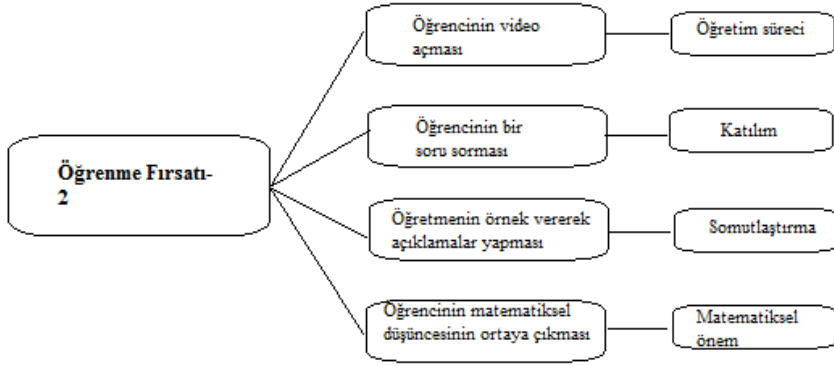 Öğrencinin video
açması
Öğretim süreci
Öğrencinin bir
soru sorması
Katılım
Öğrenme Fırsatı-
2
Öğretmenin örnek vererek
açıklamalar yapması
Somutlaştırma
Öğrencinin matematiksel
düşüncesinin ortaya çıkması
Matematiksel
önem